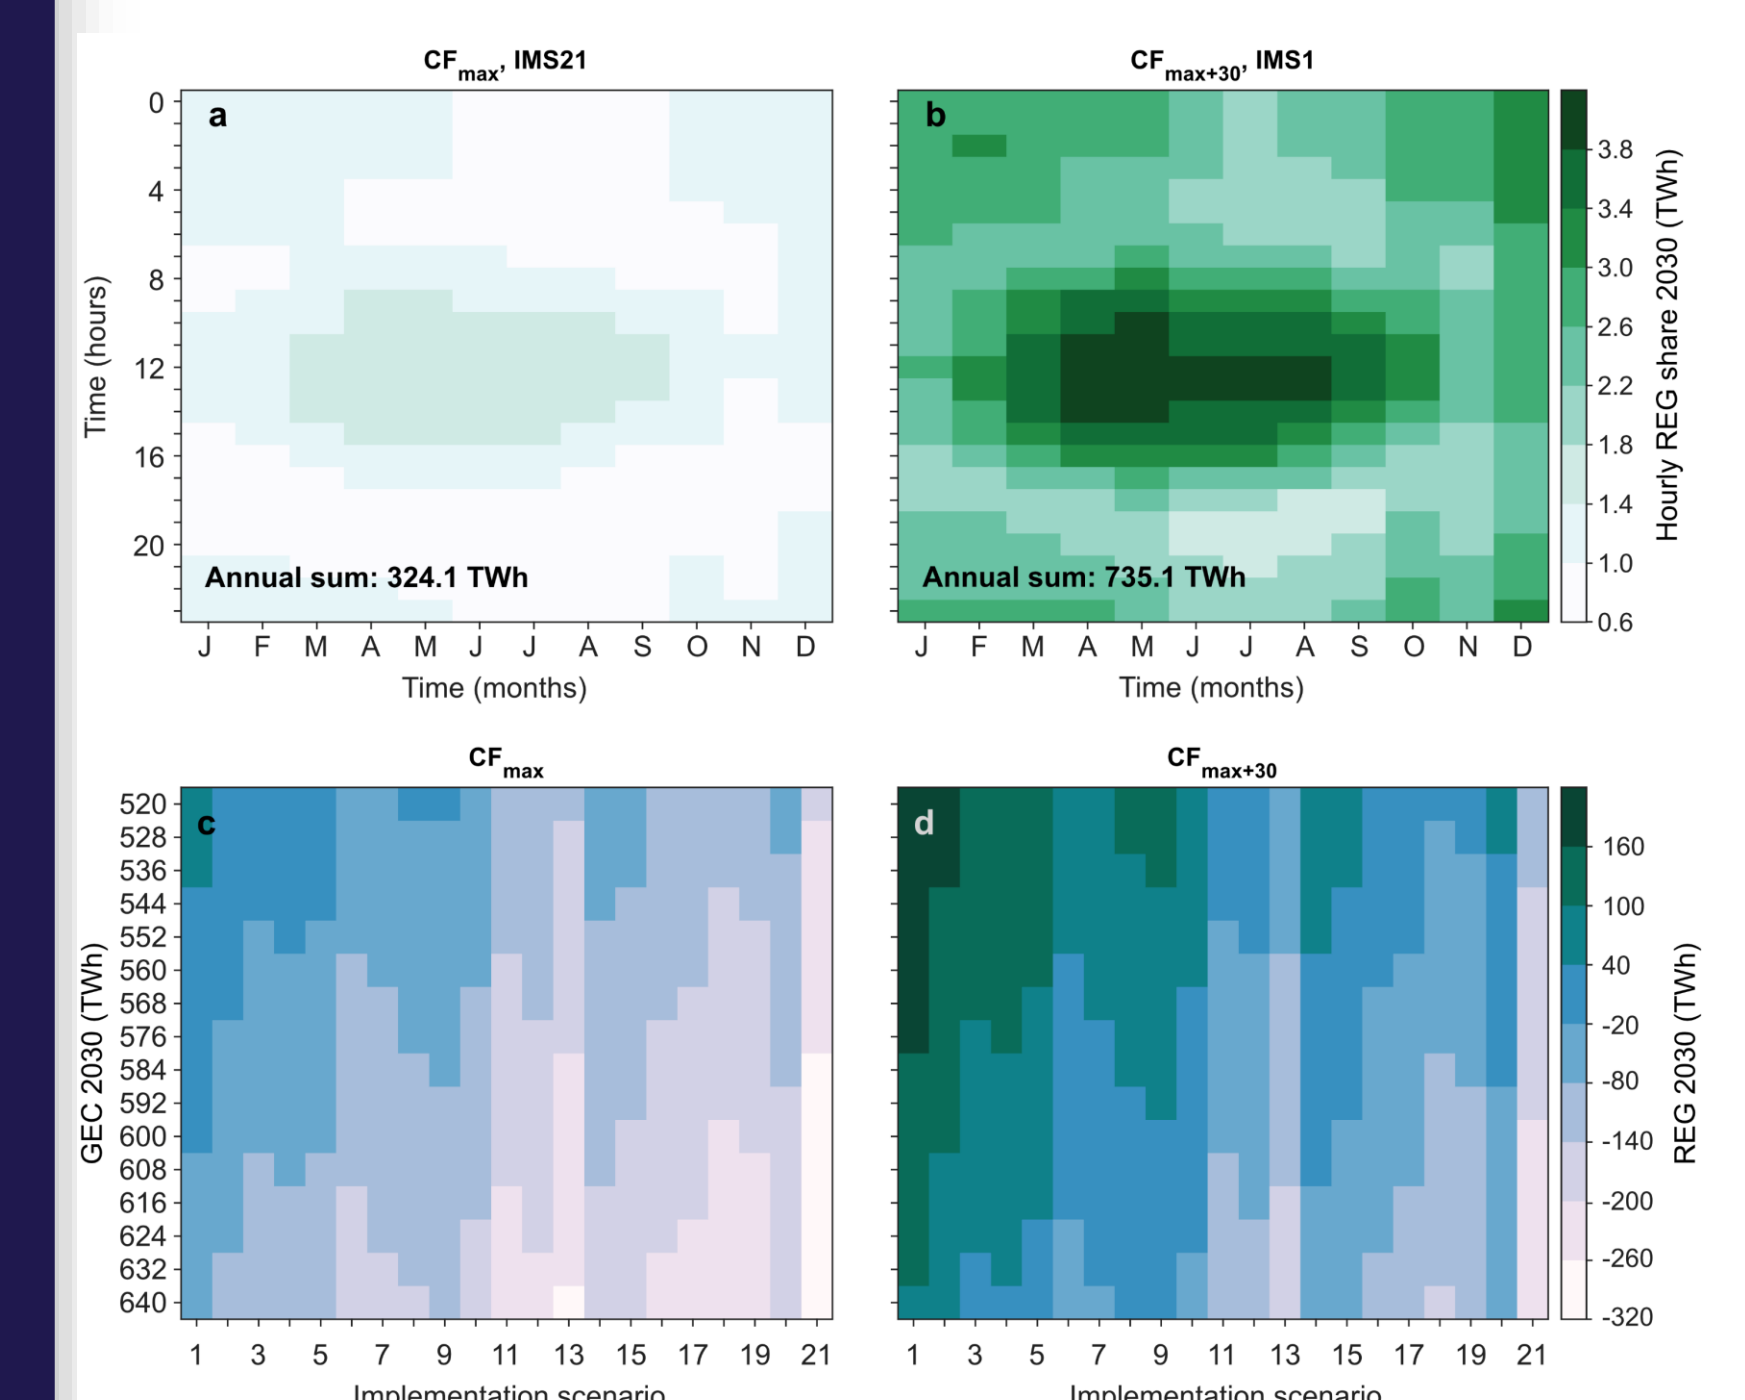 CFmax, IMS21
CFmax+30, IMS1
a
b
0
4
8
12
16
20
Time (hours)
Annual sum: 324.1 TWh
Annual sum: 735.1 TWh
J F M A M J J A S O N D
J F M A M J J A S O N D
Time (months)
Time (months)
3.8
3.4
3.0
2.6
2.2
1.8
1.4
1.0
0.6
Hourly REG share 2030 (TWh)
CFmax
CFmax+30
c
d
520
528
536
544
552
560
568
576
584
592
600
608
616
624
632
640
GEC 2030 (TWh)
160
100
40
-20
-80
-140
-200
-260
-320
REG 2030 (TWh)
1 3 5 7 9 11 13 15 17 19 21
1 3 5 7 9 11 13 15 17 19 21
Implementation scenario
Implementation scenario